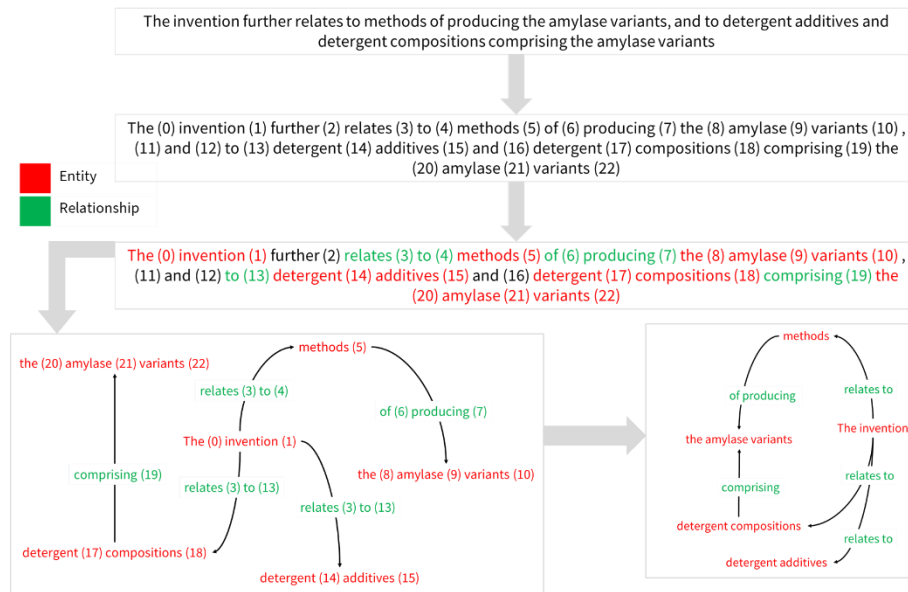 The invention further relates to methods of producing the amylase variants, and to detergent additives and
detergent compositions comprising the amylase variants
The (0) invention (1) further (2) relates (3) to (4) methods (5) of (6) producing (7) the (8) amylase (9) variants (10) ,
(11) and (12) to (13) detergent (14) additives (15) and (16) detergent (17) compositions (18) comprising (19) the
(20) amylase (21) variants (22)
Entity
Relationship
The (0) invention (1) further (2) relates (3) to (4) methods (5) of (6) producing (7) the (8) amylase (9) variants (10) ,
(11) and (12) to (13) detergent (14) additives (15) and (16) detergent (17) compositions (18) comprising (19) the
(20) amylase (21) variants (22)
methods (5)
the (20) amylase (21) variants (22)
relates (3) to (4)
of (6) producing (7)
The (0) invention (1)
comprising (19)
the (8) amylase (9) variants (10)
relates (3) to (13)
relates (3) to (13)
detergent (17) compositions (18)
detergent (14) additives (15)
methods
of producing
relates to
The invention
the amylase variants
relates to
comprising
detergent compositions
relates to
detergent additives